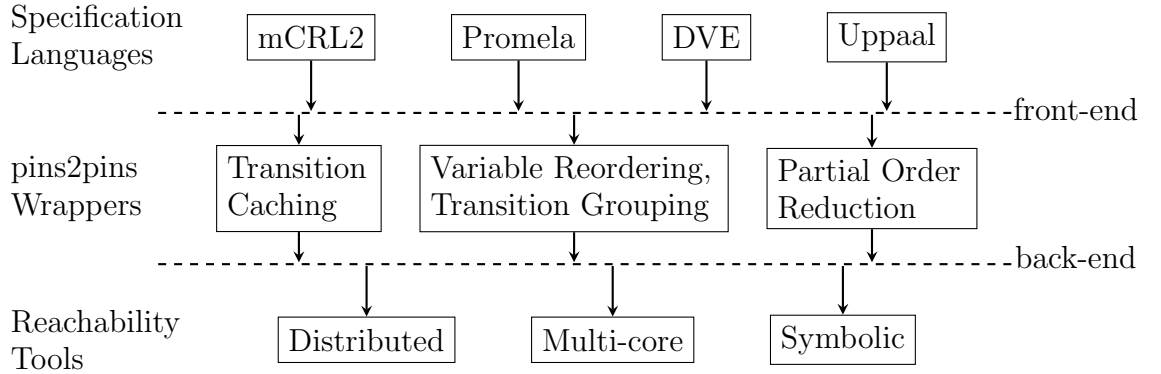 Specification
Languages
mCRL2
Promela
DVE
Uppaal
front-end
pins2pins
Wrappers
Transition
Caching
Variable Reordering,
Transition Grouping
Partial Order
Reduction
back-end
Reachability
Tools
Distributed
Multi-core
Symbolic